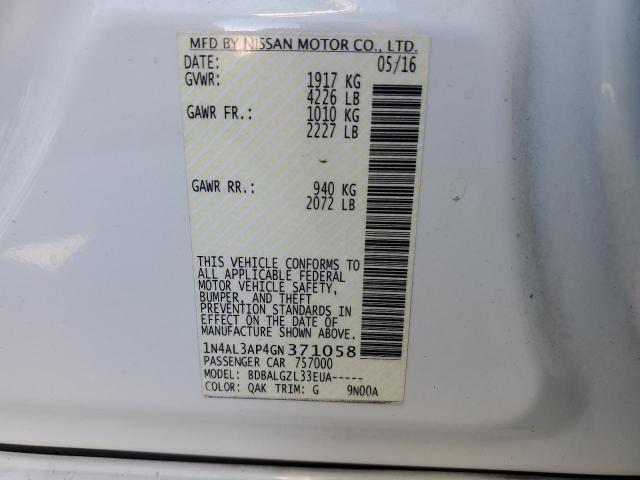 MFD BY NISSAN MOTOR CO., LTD.
DATE: 05/16
GVWR: 1917 KG
4226 LB
GAWR FR.: 1010 KG
2227 LB
GAWR RR.: 940 KG
2072 LB
THIS VEHICLE CONFORMS TO
ALL APPLICABLE FEDERAL
MOTOR VEHICLE SAFETY,
BUMPER, AND THEFT
PREVENTION STANDARDS
IN EFFECT ON THE DATE OF
MANUFACTURE SHOWN ABOVE.
1N4AL3AP4GN371058
PASSENGER CAR 757000
MODEL: BDBALGZL33EUA-----
COLOR: QAK TRIM: G 9N00A